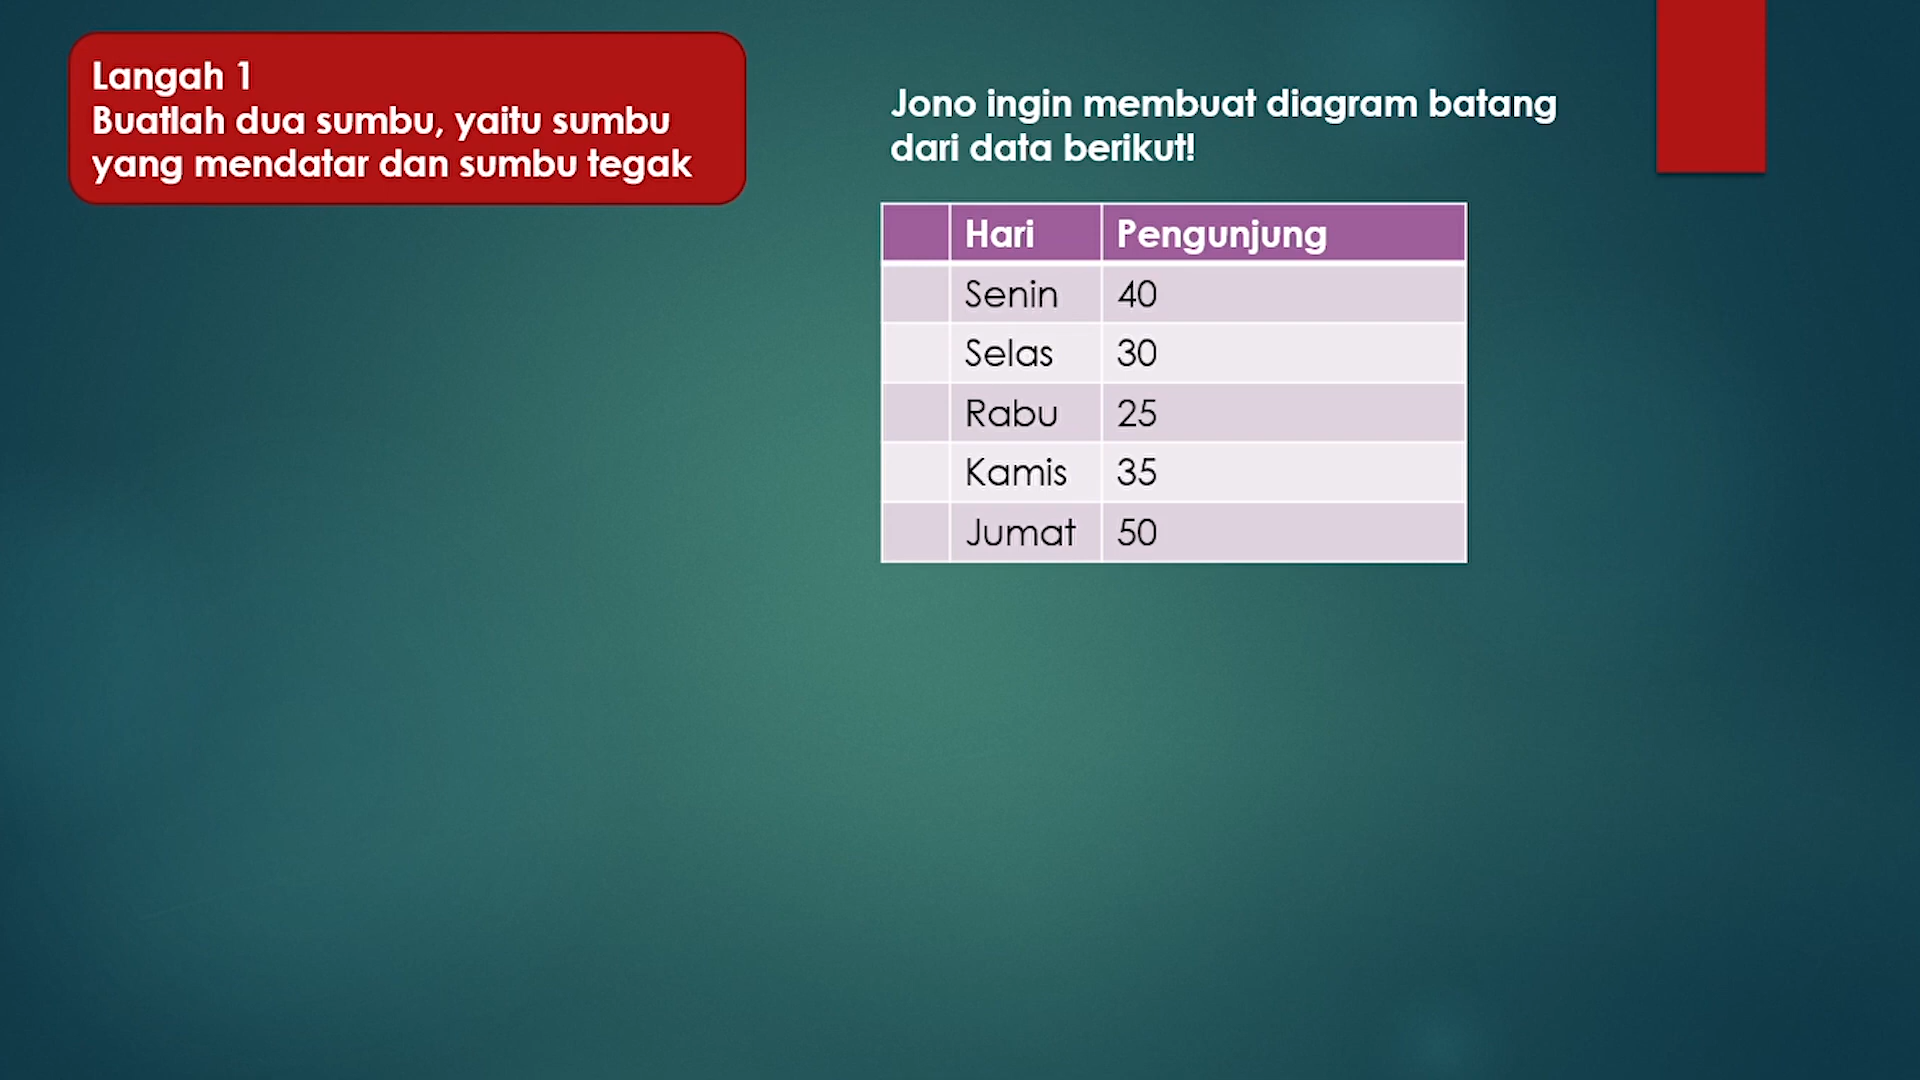 Langah 1
Buatlah dua sumbu, yaitu sumbu
yang mendatar dan sumbu tegak
Jono ingin membuat diagram batang
dari data berikut!
Hari Pengunjung
Senin 40
Selas 30
Rabu 25
Kamis 35
Jumat 50